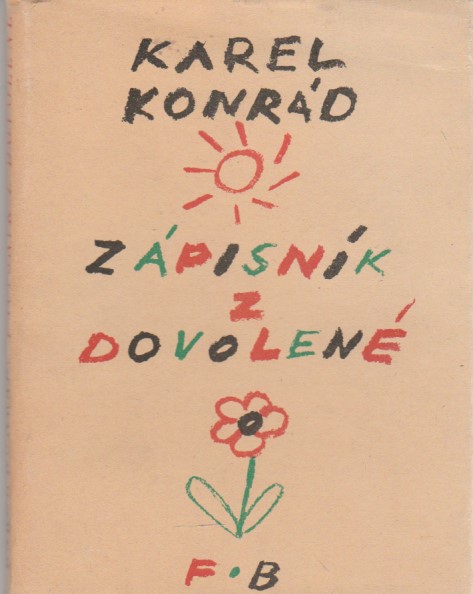 KAREL
KONRÁD
ZÁPISNÍK
Z
DOVOLENÉ
F·B